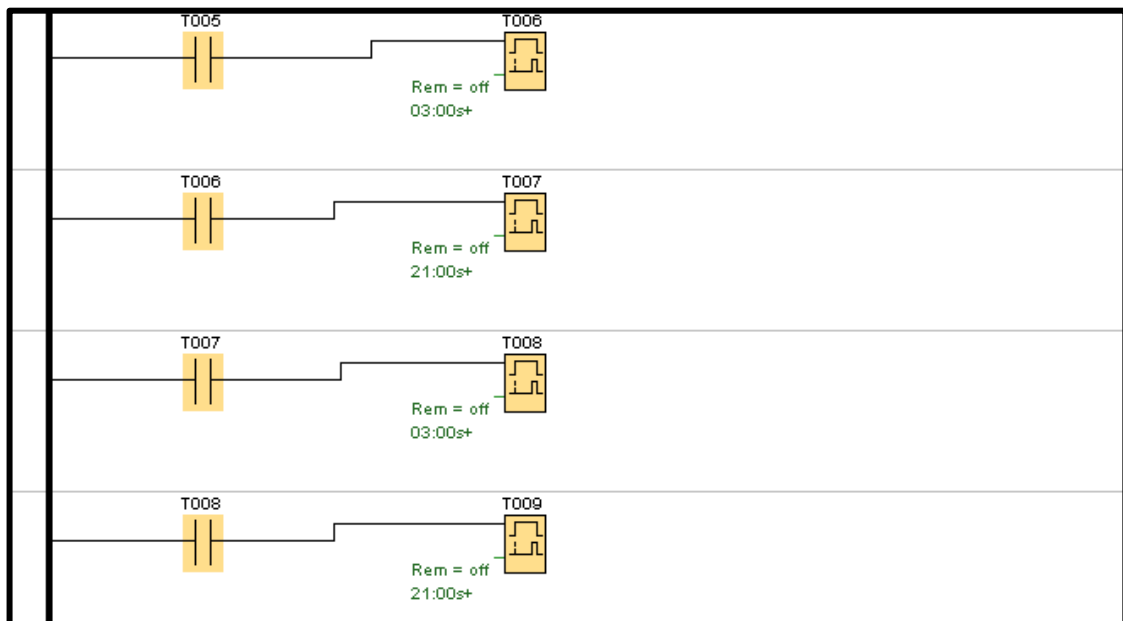 T005 T006
Rem = off
03:00s+
T006 T007
Rem = off
21:00s+
T007 T008
Rem = off
03:00s+
T008 T009
Rem = off
21:00s+